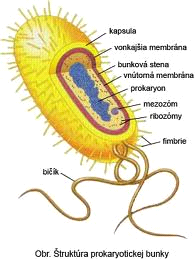 kapsula
vonkajšia membrána
bunková stena
vnútorná membrána
prokaryon
mezozóm
ribozómy
fimbrie
bičík
Obr. Štruktúra prokaryotickej bunky